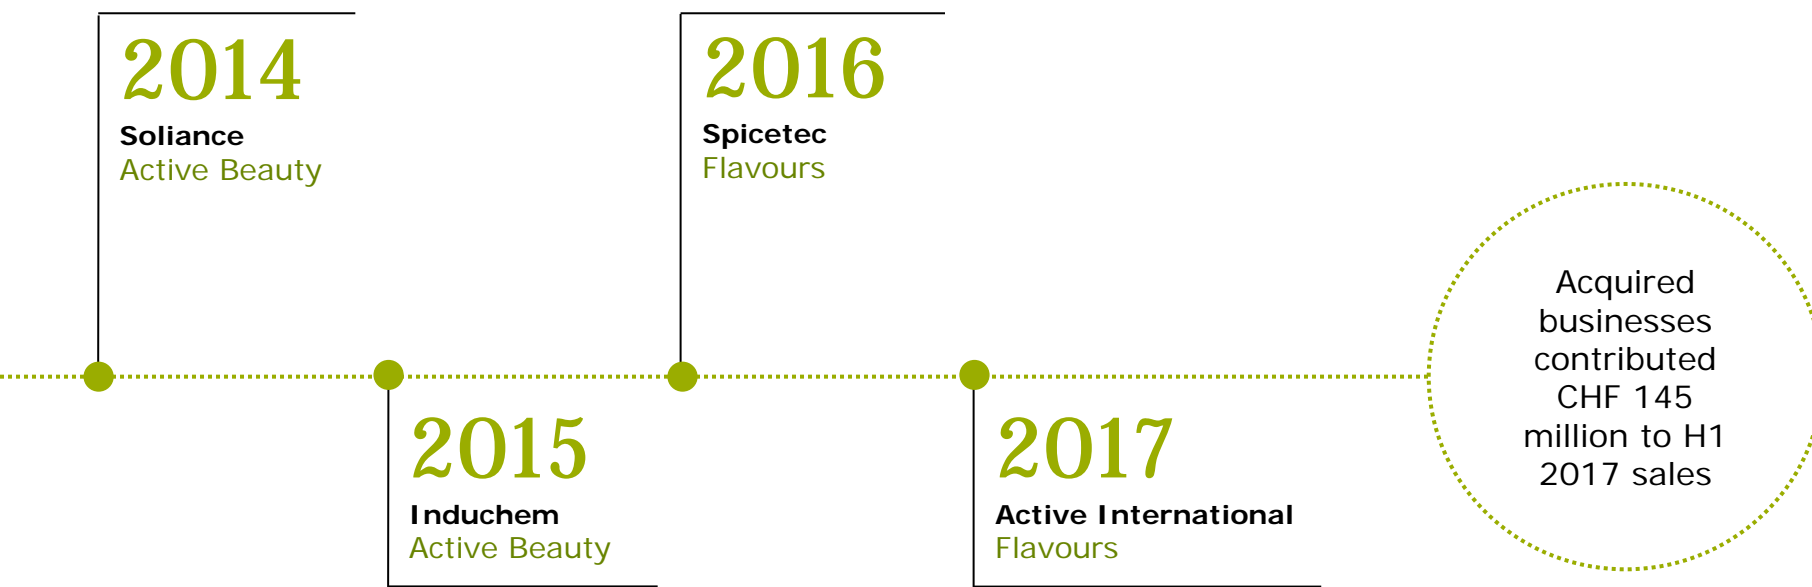 2014
Soliance
Active Beauty
2015
Induchem
Active Beauty
2016
Spicetec
Flavours
2017
Active International
Flavours
Acquired
businesses
contributed
CHF 145
million to H1
2017 sales